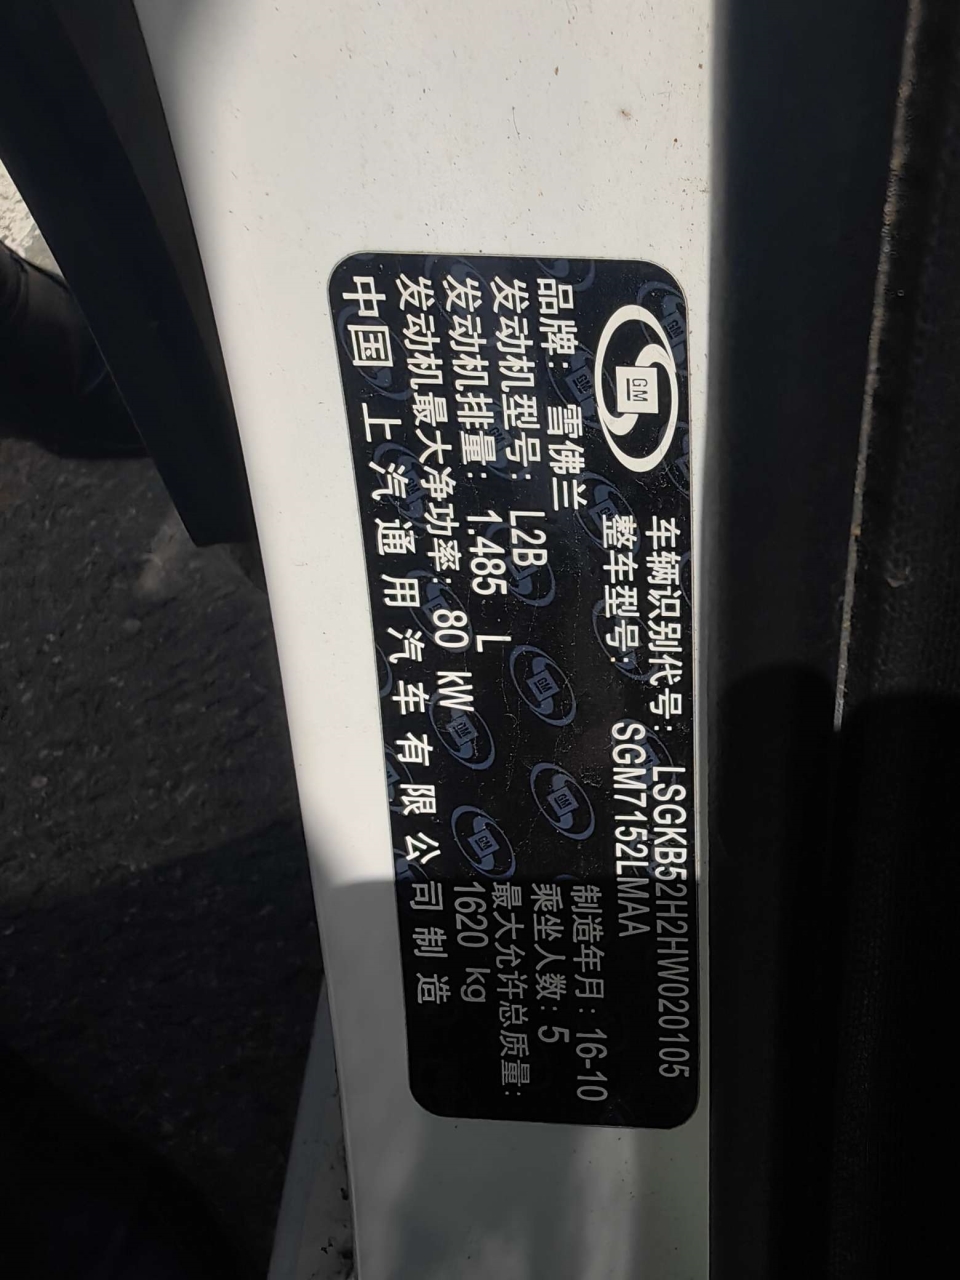 GM
车辆识别代号: LSGKB52H2HW020105
整车型号: SGM7152LMAA
品牌: 雪佛兰
制造年月: 16-10
发动机型号: L2B
乘坐人数: 5
发动机排量: 1.485 L
最大允许总质量:
1620 kg
发动机最大净功率: 80 kW
中国 上汽通用汽车有限公司制造